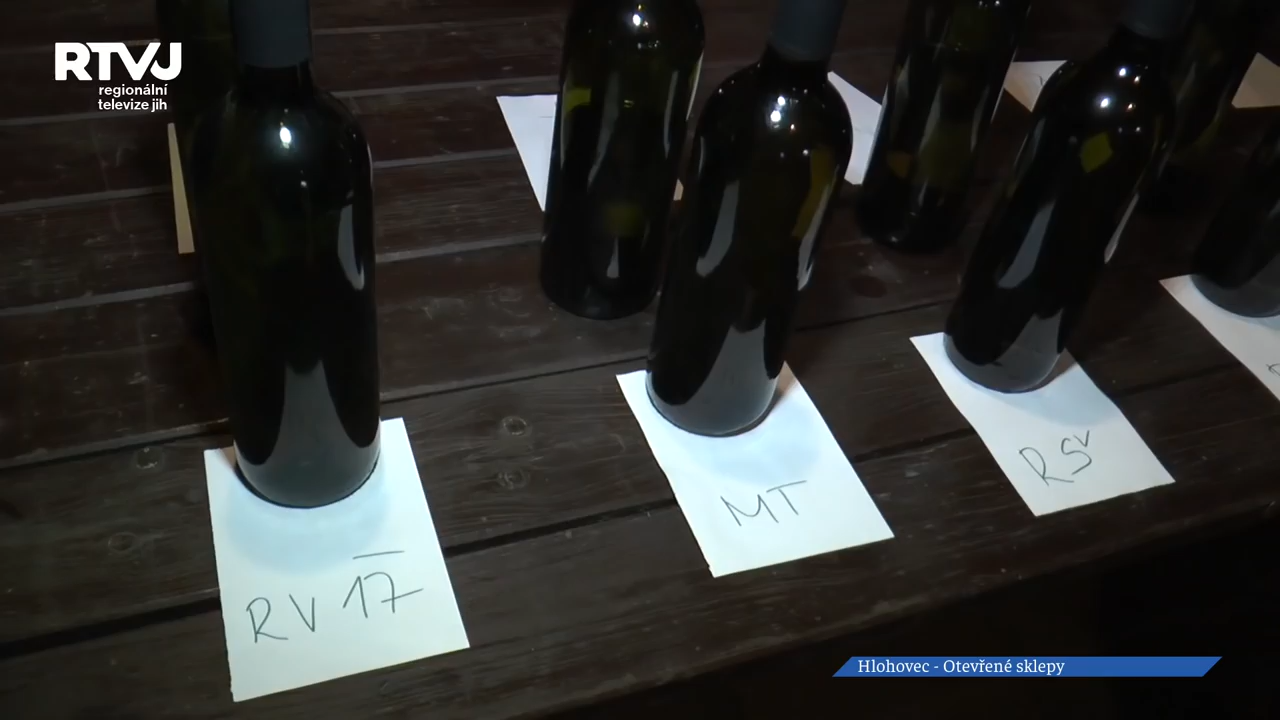 RTVJ
regionální
televize jih
RV 17
MT
RSV
Hlohovec - Otevřené sklepy